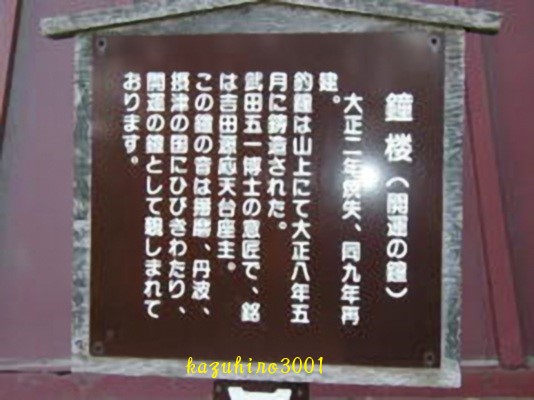 鐘楼(開運の鐘)
大正二年焼失、同九年再
建。
釣鐘は山上にて大正八年五
月に鋳造された。
武田五一博士の意匠で、銘
は吉田源応天台座主。
この鐘の音は播磨、丹波、
摂津の国にひびきわたり、
開運の鐘として親しまれて
おります。
kazuhiro3001